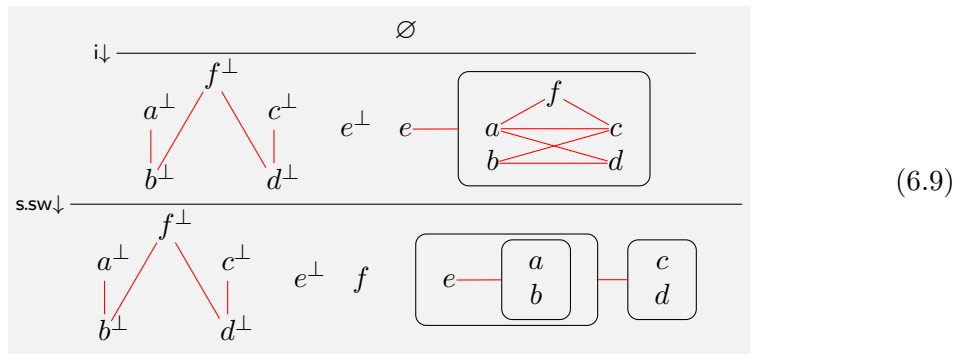 ∅
i↓
f⊥
a⊥ c⊥ f
e⊥ e a c
b d
b⊥ d⊥
(6.9)
s.sw↓
f⊥
a⊥ c⊥ a c
e⊥ f e
b d
b⊥ d⊥